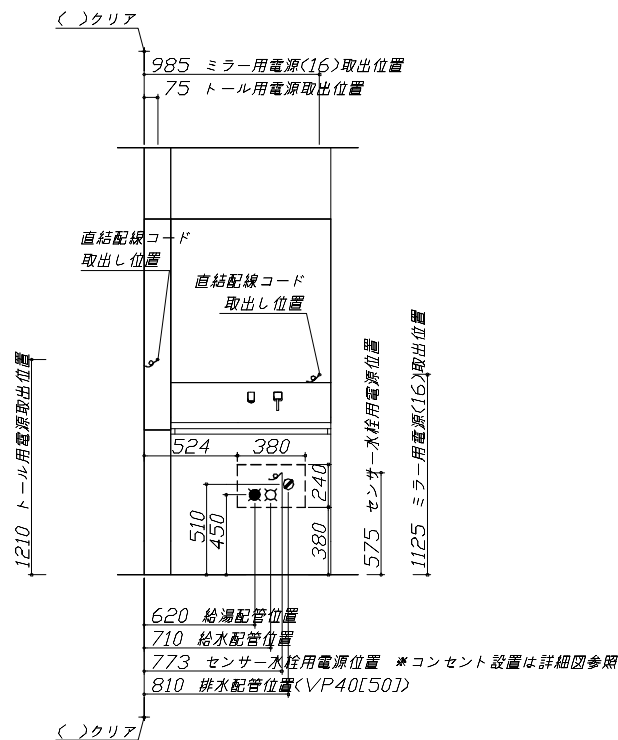 ( )クリア
985 ミラー用電源(16)取出位置
75 トール用電源取出位置
直結配線コード
取出し位置
直結配線コード
取出し位置
1210 トール用電源取出位置
575 センサー水栓用電源位置
1125 ミラー用電源(16)取出位置
524
380
240
380
510
450
620 給湯配管位置
710 給水配管位置
773 センサー水栓用電源位置 ※コンセント設置は詳細図参照
810 排水配管位置(VP40[50])
( )クリア